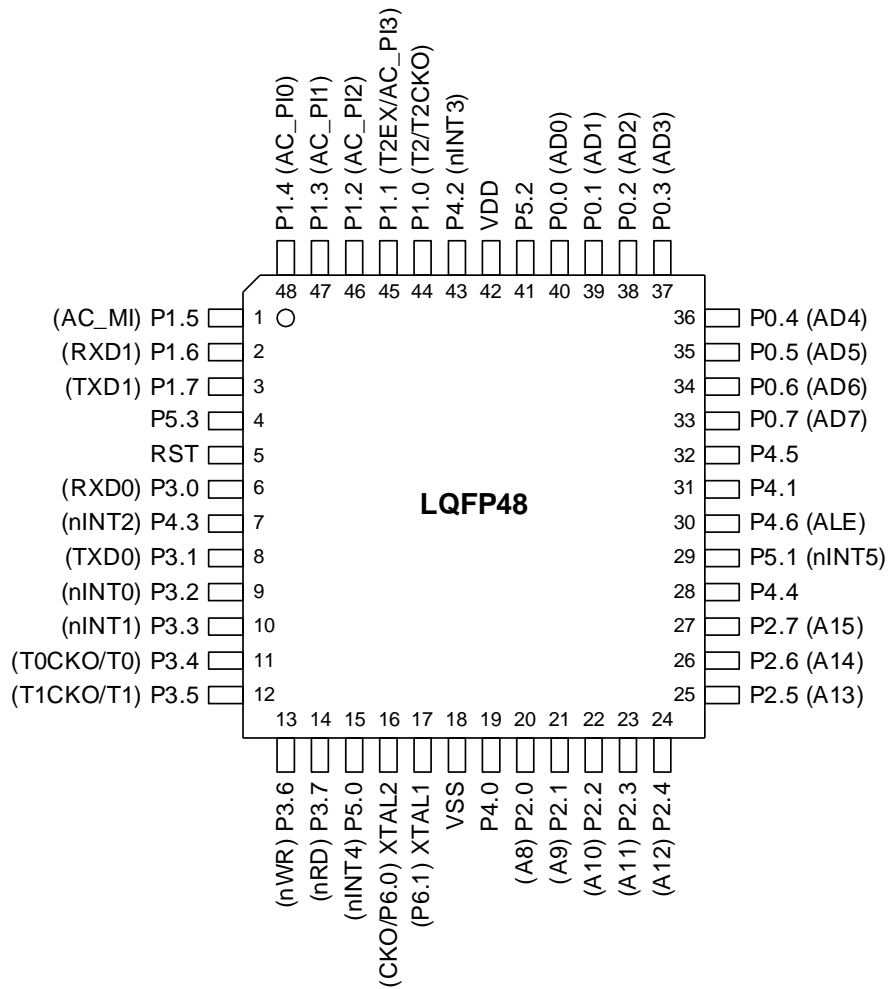 P1.4 (AC_PI0)
P1.3 (AC_PI1)
P1.2 (AC_PI2)
P1.1 (T2EX/AC_PI3)
P1.0 (T2/T2CKO)
P4.2 (nINT3)
VDD
P5.2
P0.0 (AD0)
P0.1 (AD1)
P0.2 (AD2)
P0.3 (AD3)
48 47 46 45 44 43 42 41 40 39 38 37
(AC_MI) P1.5 1
(RXD1) P1.6 2
(TXD1) P1.7 3
P5.3 4
RST 5
(RXD0) P3.0 6
(nINT2) P4.3 7
(TXD0) P3.1 8
(nINT0) P3.2 9
(nINT1) P3.3 10
(T0CKO/T0) P3.4 11
(T1CKO/T1) P3.5 12
LQFP48
36 P0.4 (AD4)
35 P0.5 (AD5)
34 P0.6 (AD6)
33 P0.7 (AD7)
32 P4.5
31 P4.1
30 P4.6 (ALE)
29 P5.1 (nINT5)
28 P4.4
27 P2.7 (A15)
26 P2.6 (A14)
25 P2.5 (A13)
13 14 15 16 17 18 19 20 21 22 23 24
(nWR) P3.6
(nRD) P3.7
(nINT4) P5.0
(CKO/P6.0) XTAL2
(P6.1) XTAL1
VSS
P4.0
(A8) P2.0
(A9) P2.1
(A10) P2.2
(A11) P2.3
(A12) P2.4